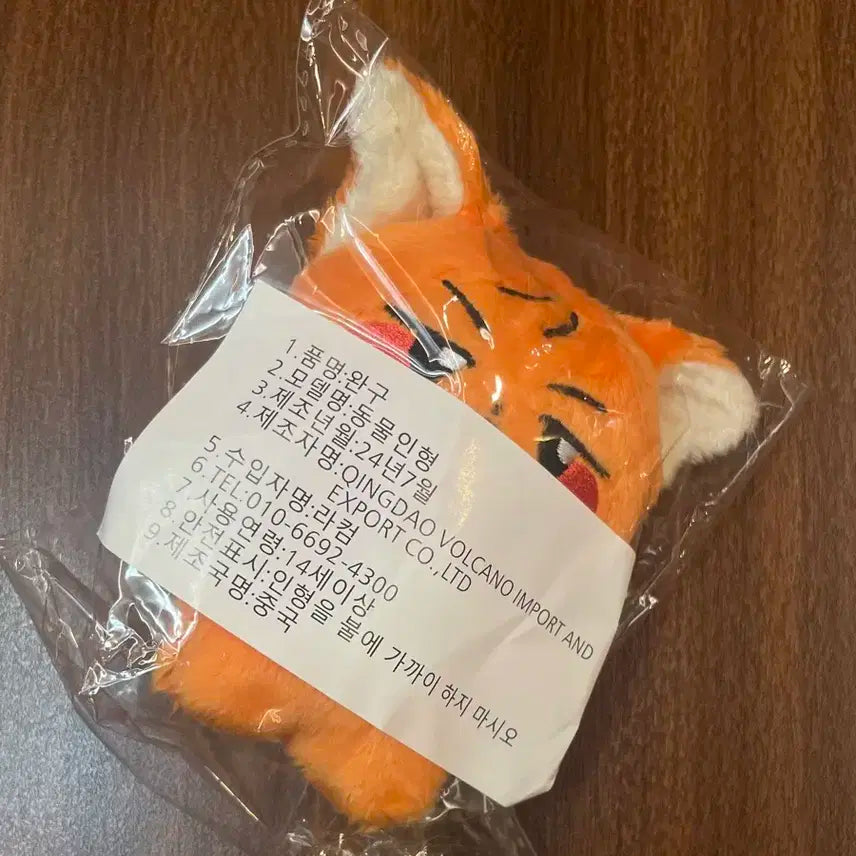 1.품명:완구
2.모델명:동물인형
3.제조년월:24년7월
4.제조자명:QINGDAO VOLCANO IMPORT AND
EXPORT CO.,LTD
5.수입자명:라컴
6.TEL:010-6692-4300
7.사용연령:14세이상
8.안전표시:인형을 불에 가까이 하지 마시오
9.제조국명:중국